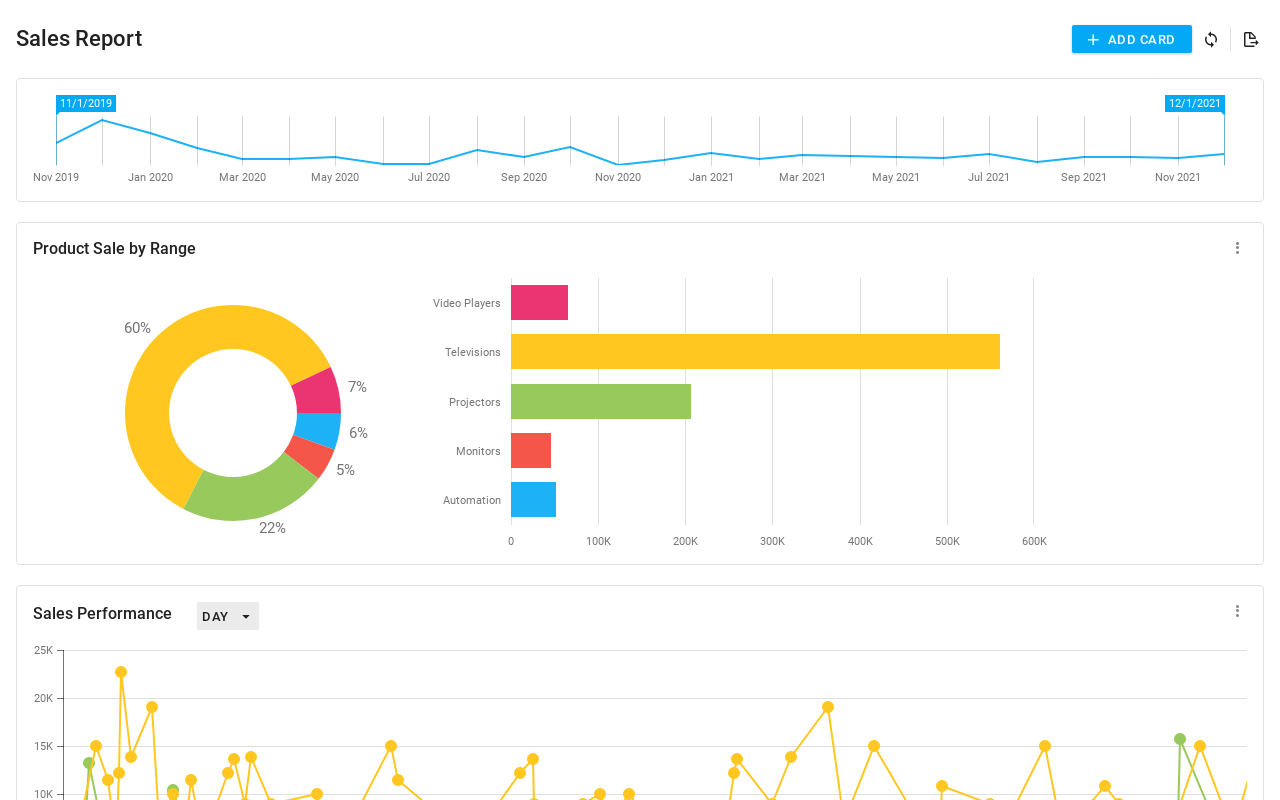 Sales Report
ADD CARD
11/1/2019
12/1/2021
Nov 2019 Jan 2020 Mar 2020 May 2020 Jul 2020 Sep 2020 Nov 2020 Jan 2021 Mar 2021 May 2021 Jul 2021 Sep 2021 Nov 2021
Product Sale by Range
60%
7%
6%
5%
22%
Video Players
Televisions
Projectors
Monitors
Automation
0 100K 200K 300K 400K 500K 600K
Sales Performance
DAY
25K
20K
15K
10K